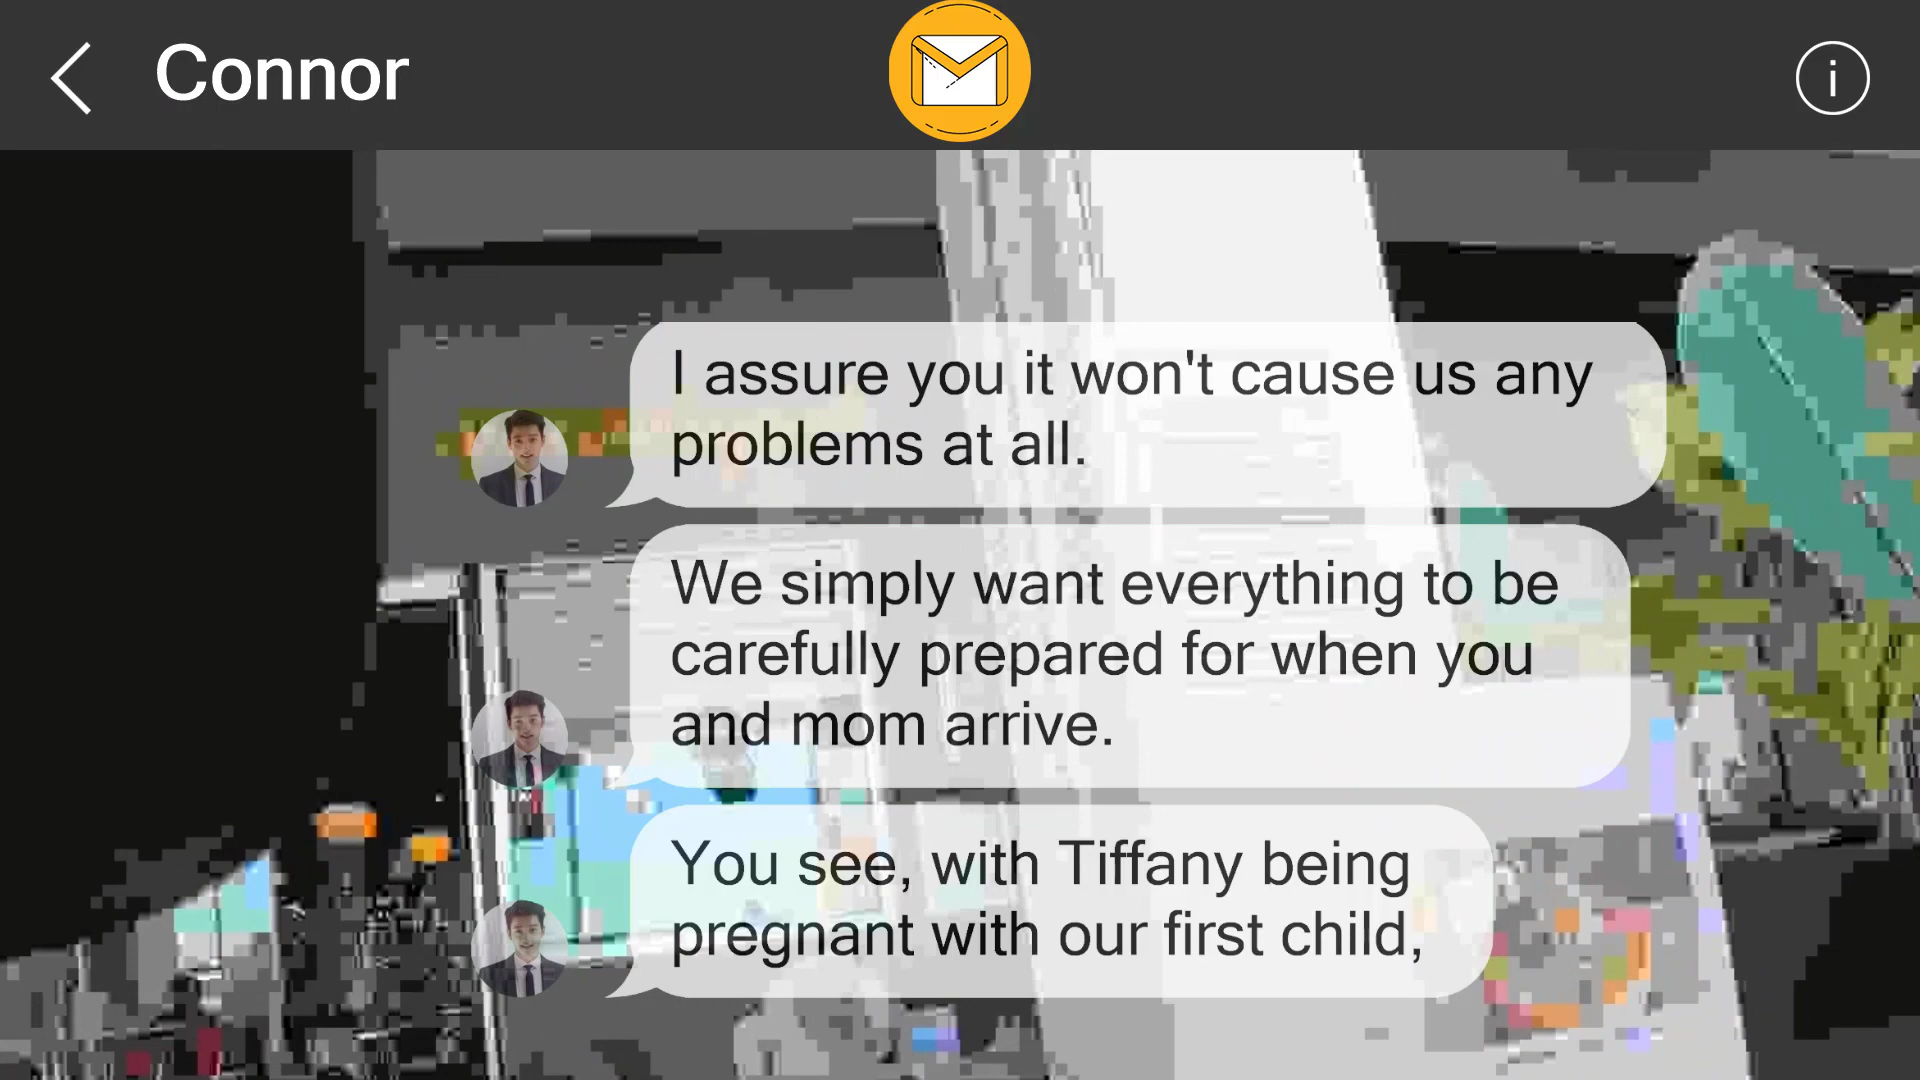 Connor
I assure you it won't cause us any
problems at all.
We simply want everything to be
carefully prepared for when you
and mom arrive.
You see, with Tiffany being
pregnant with our first child,